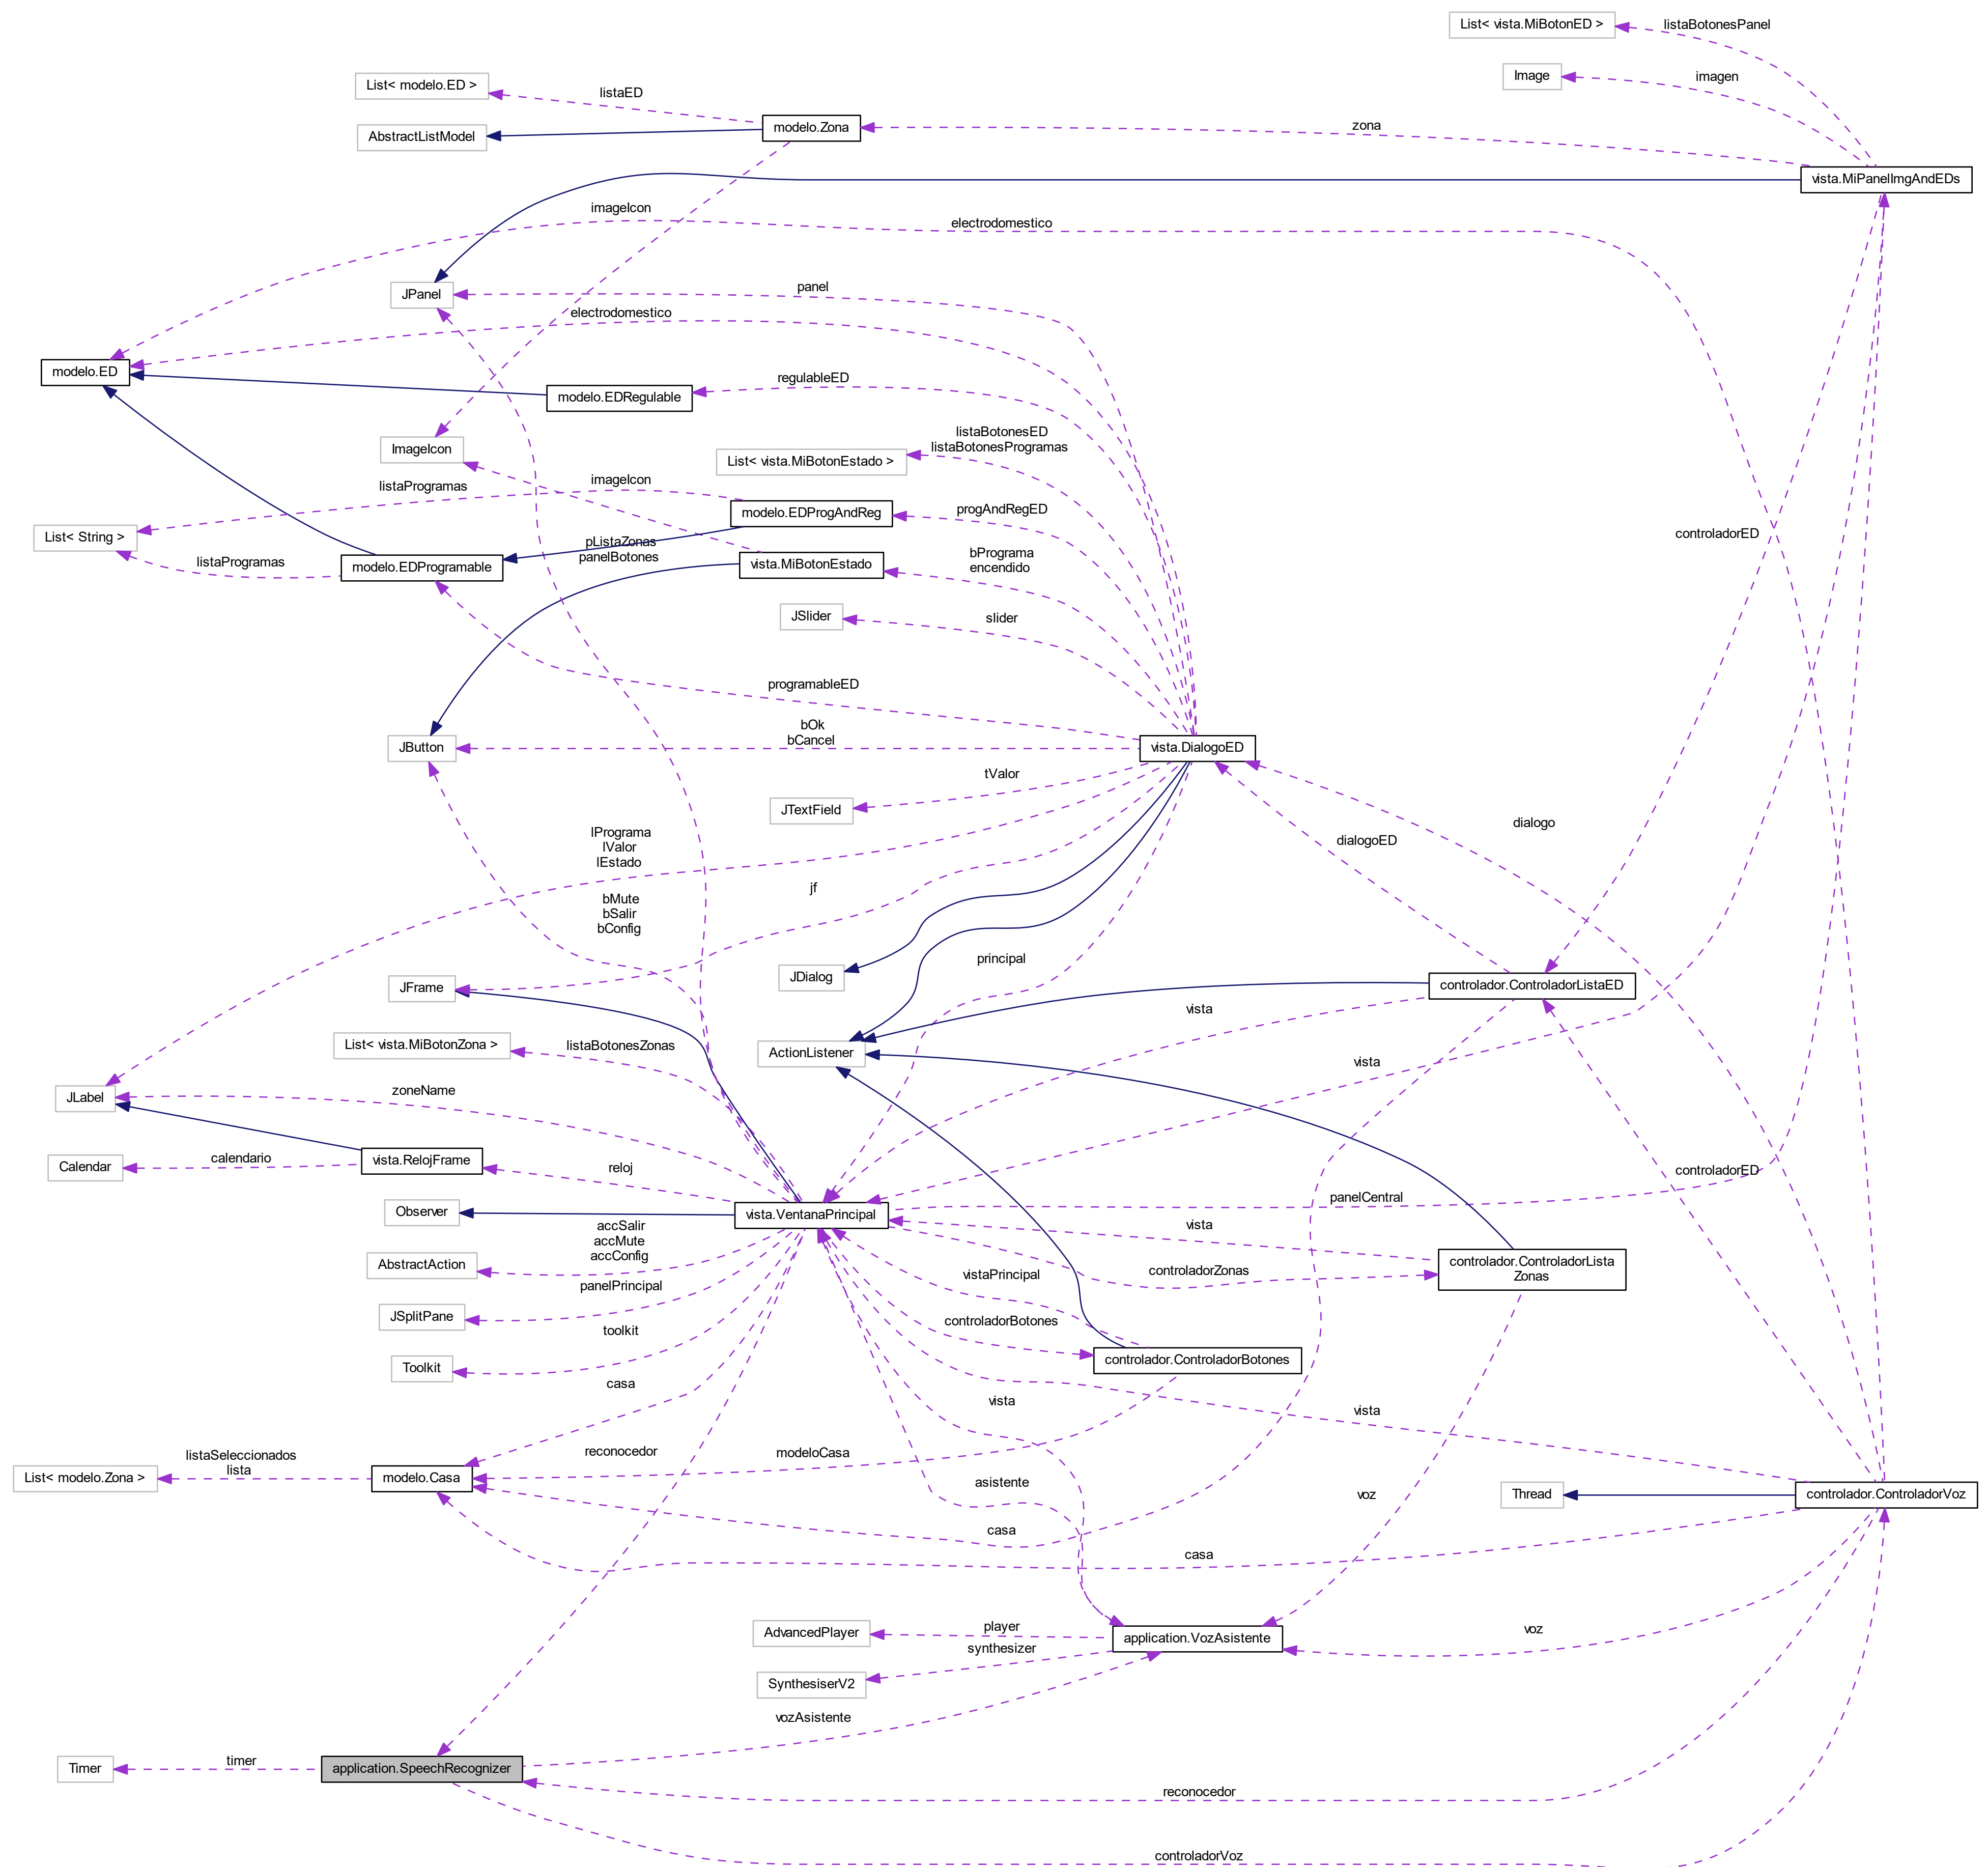 List< vista.MiBotonED >
listaBotonesPanel
Image
imagen
List< modelo.ED >
listaED
AbstractListModel
modelo.Zona
zona
vista.MiPanelImgAndEDs
imageIcon
electrodomestico
JPanel
panel
electrodomestico
modelo.ED
regulableED
modelo.EDRegulable
ImageIcon
List< vista.MiBotonEstado >
listaBotonesED
listaBotonesProgramas
listaProgramas
imageIcon
modelo.EDProgAndReg
progAndRegED
controladorED
List< String >
listaProgramas
modelo.EDProgramable
pListaZonas
panelBotones
vista.MiBotonEstado
bPrograma
encendido
JSlider
slider
programableED
JButton
bOk
bCancel
vista.DialogoED
JTextField
tValor
lPrograma
lValor
lEstado
dialogo
dialogoED
bMute
bSalir
bConfig
jf
principal
JDialog
JFrame
controlador.ControladorListaED
vista
List< vista.MiBotonZona >
listaBotonesZonas
ActionListener
vista
JLabel
zoneName
Calendar
calendario
vista.RelojFrame
reloj
controladorED
Observer
vista.VentanaPrincipal
panelCentral
vista
accSalir
accMute
accConfig
AbstractAction
controlador.ControladorLista
Zonas
controladorZonas
vistaPrincipal
panelPrincipal
JSplitPane
toolkit
controladorBotones
Toolkit
controlador.ControladorBotones
casa
vista
vista
reconocedor
modeloCasa
listaSeleccionados
lista
List< modelo.Zona >
modelo.Casa
asistente
voz
Thread
controlador.ControladorVoz
casa
casa
AdvancedPlayer
player
application.VozAsistente
voz
synthesizer
SynthesiserV2
vozAsistente
Timer
timer
application.SpeechRecognizer
reconocedor
controladorVoz